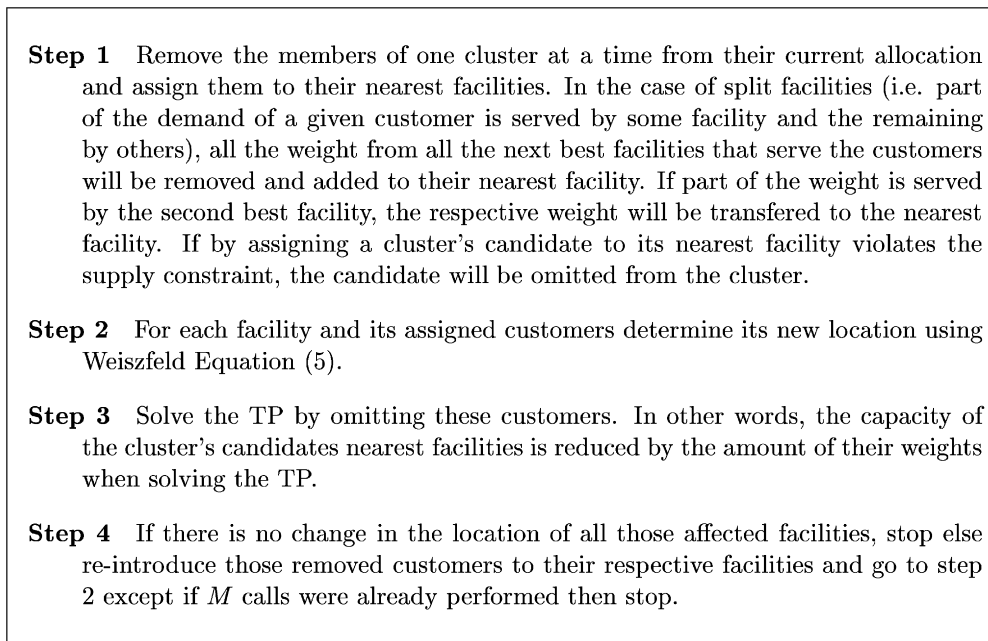 Step 1 Remove the members of one cluster at a time from their current allocation
and assign them to their nearest facilities. In the case of split facilities (i.e. part
of the demand of a given customer is served by some facility and the remaining
by others), all the weight from all the next best facilities that serve the customers
will be removed and added to their nearest facility. If part of the weight is served
by the second best facility, the respective weight will be transfered to the nearest
facility. If by assigning a cluster's candidate to its nearest facility violates the
supply constraint, the candidate will be omitted from the cluster.
Step 2 For each facility and its assigned customers determine its new location using
Weiszfeld Equation (5).
Step 3 Solve the TP by omitting these customers. In other words, the capacity of
the cluster's candidates nearest facilities is reduced by the amount of their weights
when solving the TP.
Step 4 If there is no change in the location of all those affected facilities, stop else
re-introduce those removed customers to their respective facilities and go to step
2 except if M calls were already performed then stop.